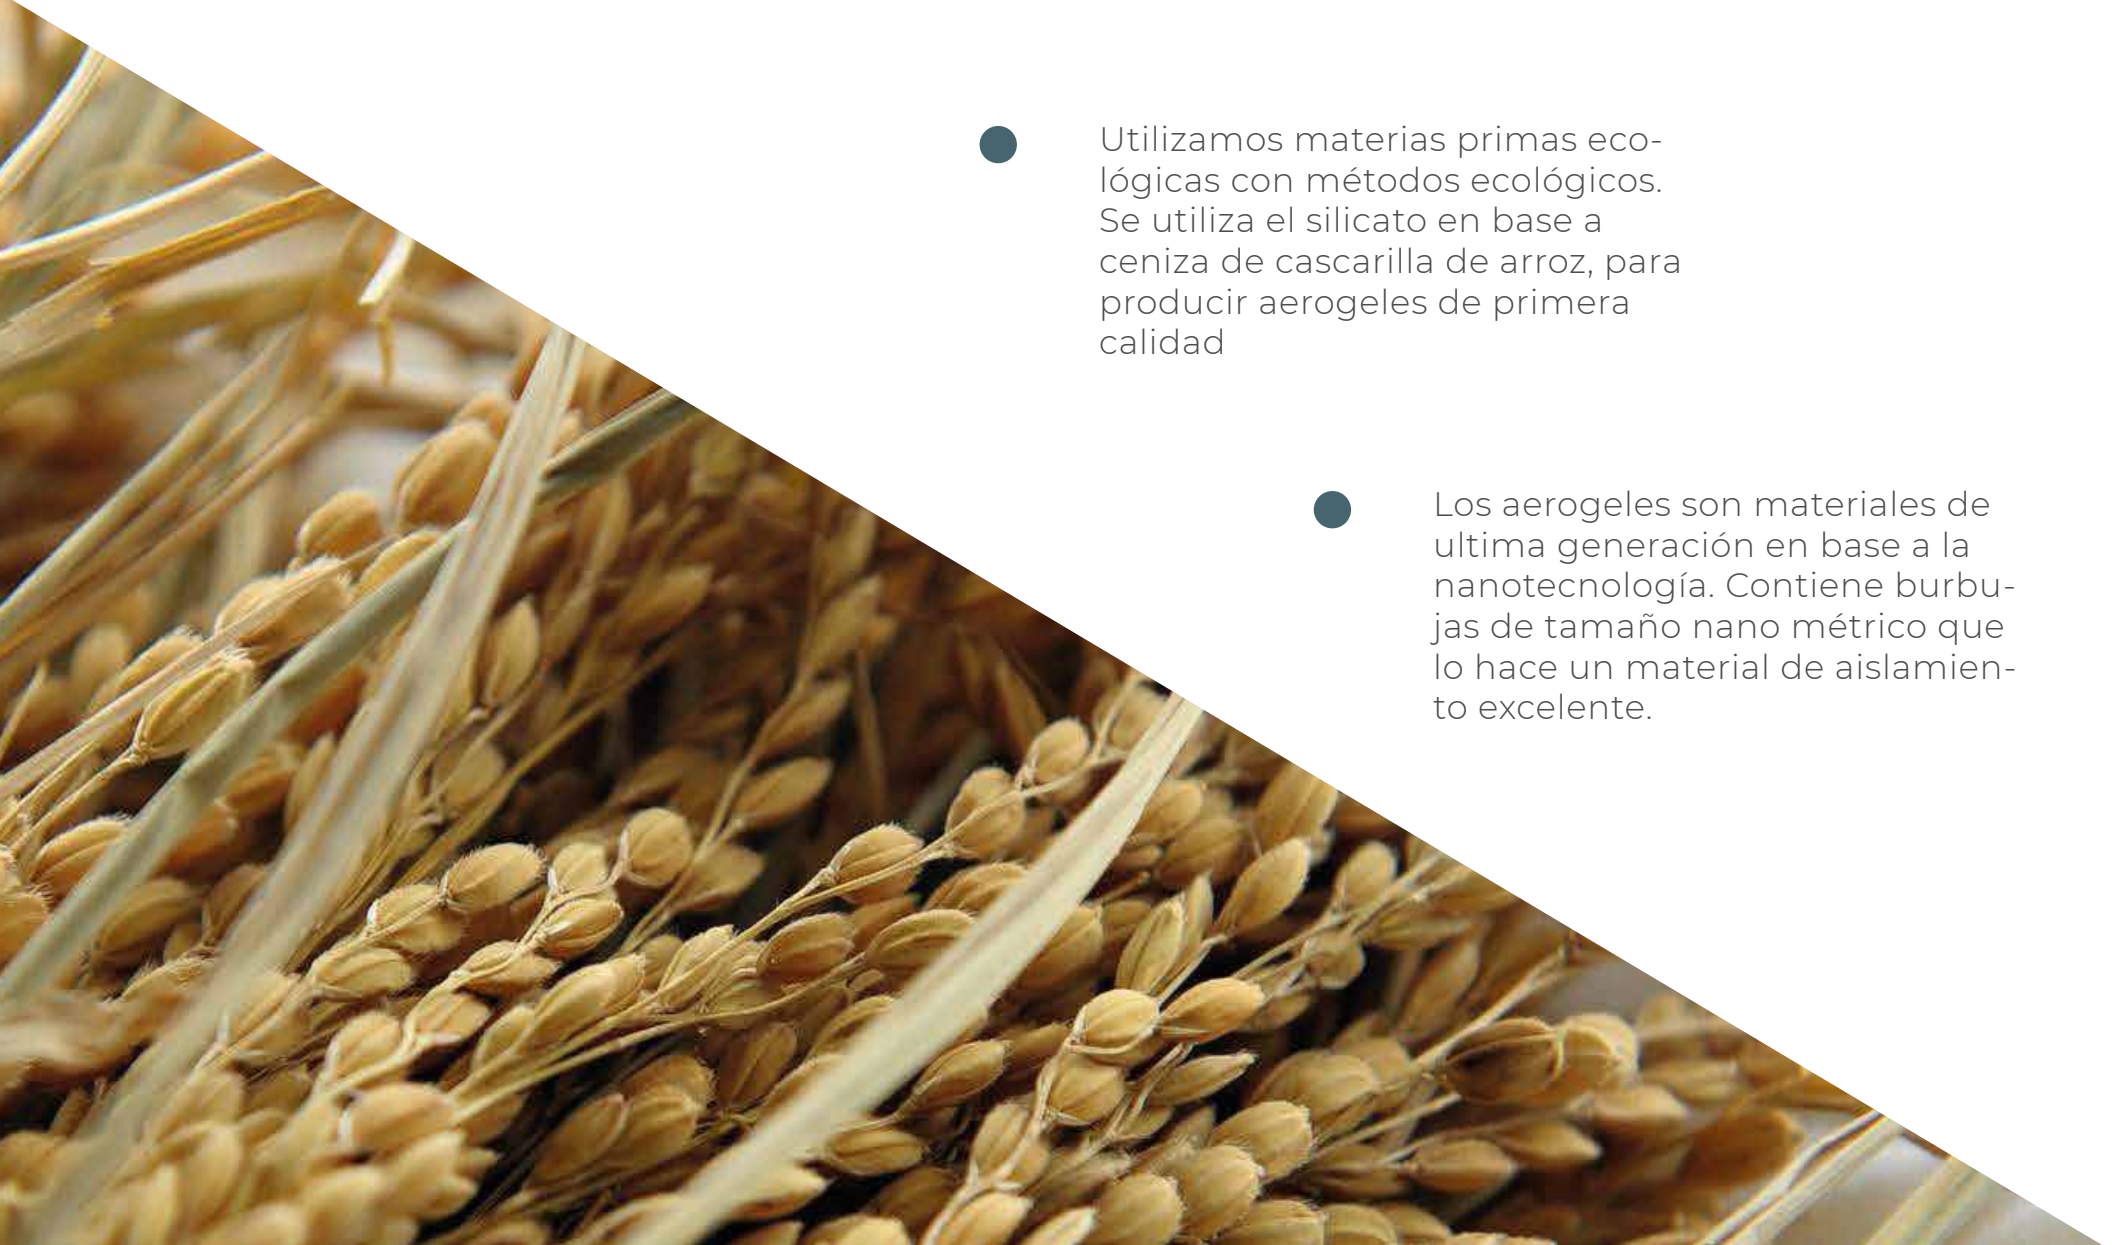 Utilizamos materias primas eco-
lógicas con métodos ecológicos.
Se utiliza el silicato en base a
ceniza de cascarilla de arroz, para
producir aerogeles de primera
calidad
Los aerogeles son materiales de
ultima generación en base a la
nanotecnología. Contiene burbu-
jas de tamaño nano métrico que
lo hace un material de aislamien-
to excelente.